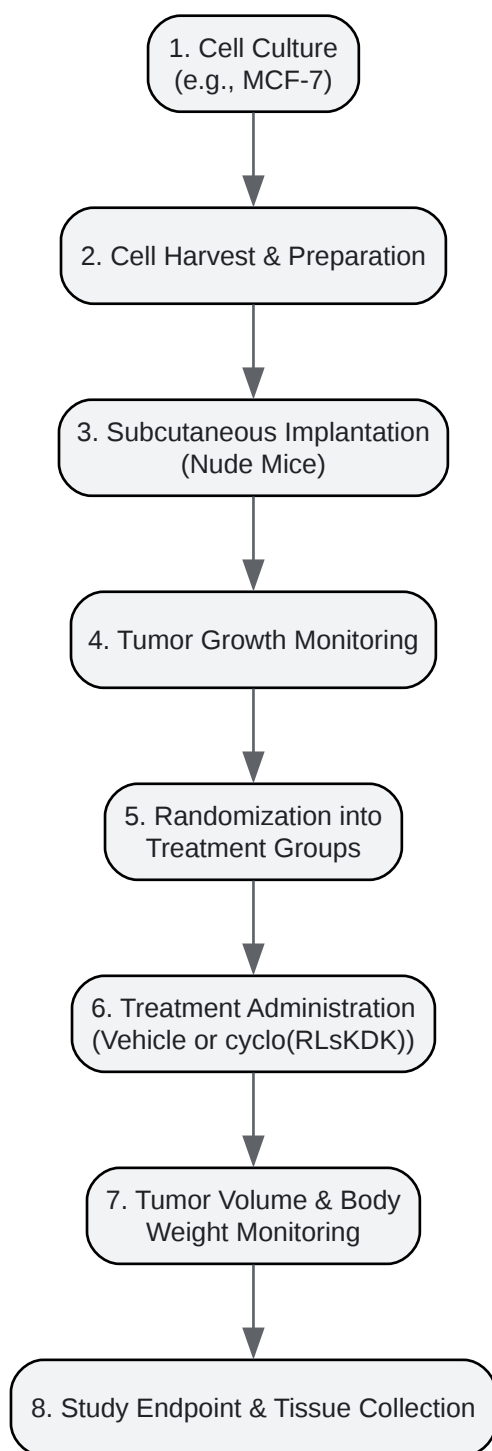 1. Cell Culture
(e.g., MCF-7)
2. Cell Harvest & Preparation
3. Subcutaneous Implantation
(Nude Mice)
4. Tumor Growth Monitoring
5. Randomization into
Treatment Groups
6. Treatment Administration
(Vehicle or cyclo(RLsKDK))
7. Tumor Volume & Body
Weight Monitoring
8. Study Endpoint & Tissue Collection